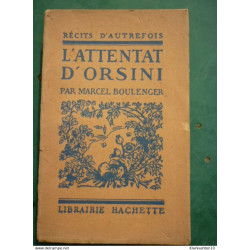 RÉCITS D'AUTREFOIS
L'ATTENTAT
D'ORSINI
PAR MARCEL BOULENGER
LIBRAIRIE HACHETTE